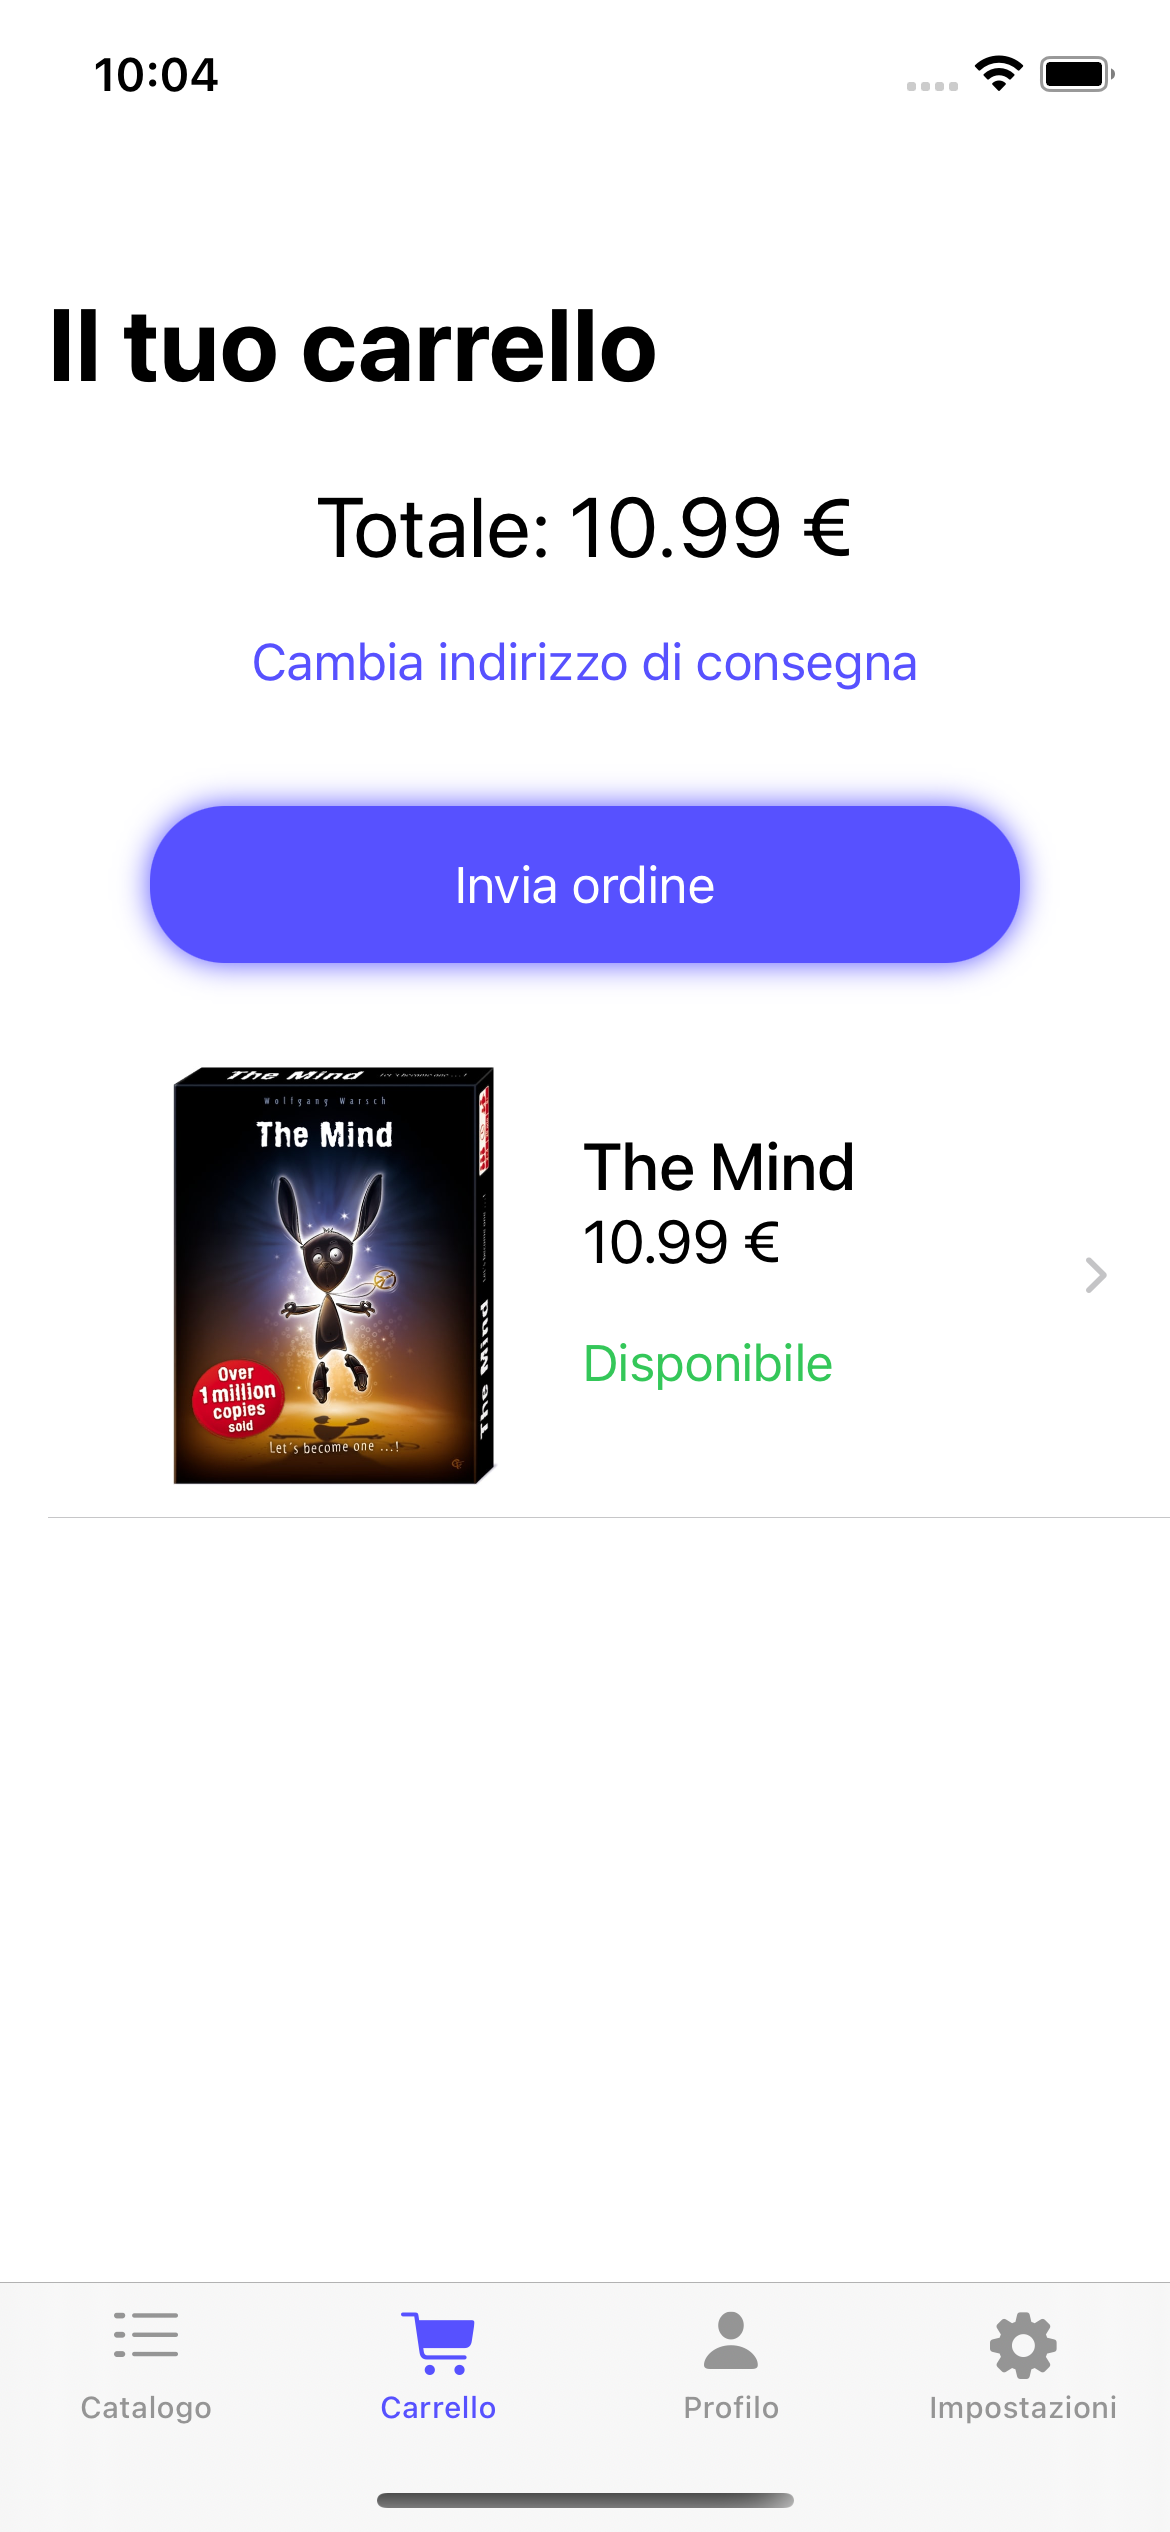 10:04
Il tuo carrello
Totale: 10.99 €
Cambia indirizzo di consegna
Invia ordine
The Mind
Wolfgang Warsch
The Mind
The Mind
Over
1 million
copies
sold
Let's become one ...!
The Mind
10.99 €
Disponibile
Catalogo
Carrello
Profilo
Impostazioni